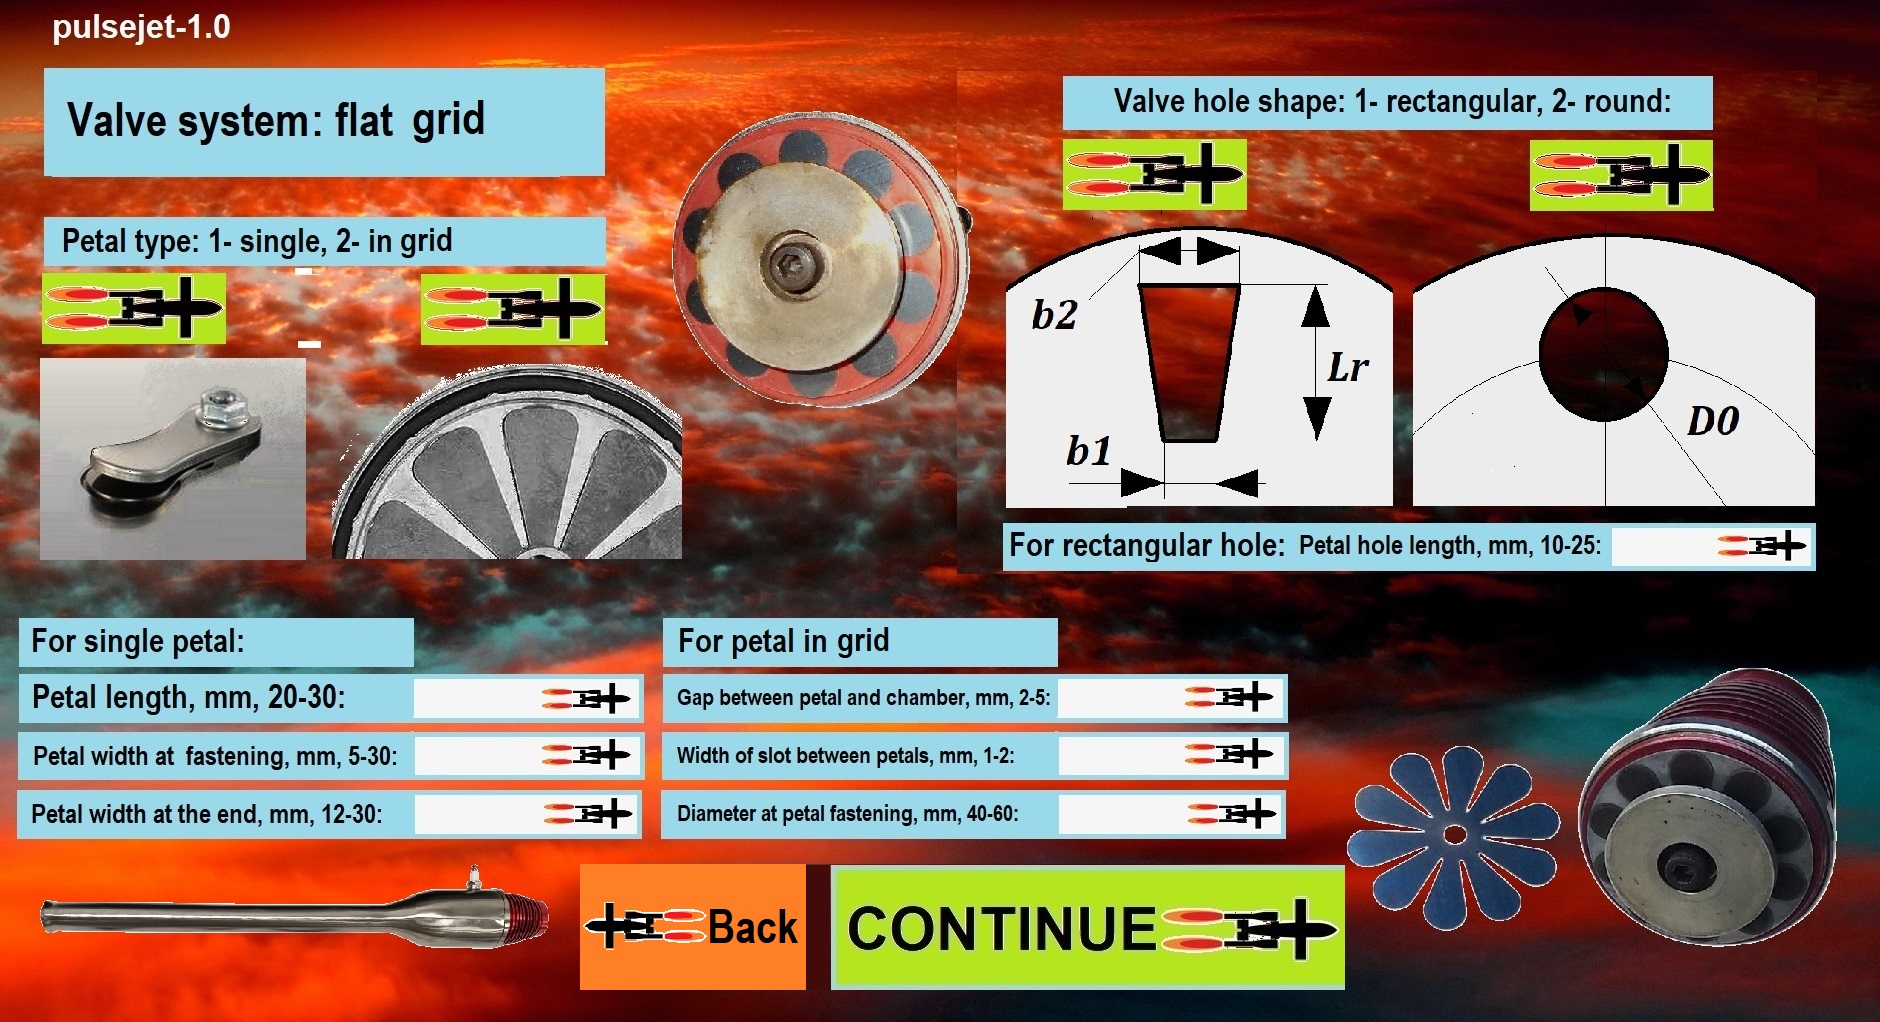 pulsejet-1.0
Valve system: flat grid
Petal type: 1- single, 2- in grid
Valve hole shape: 1- rectangular, 2- round:
b2
Lr
b1
D0
For rectangular hole: Petal hole length, mm, 10-25:
For single petal:
Petal length, mm, 20-30:
Petal width at fastening, mm, 5-30:
Petal width at the end, mm, 12-30:
For petal in grid
Gap between petal and chamber, mm, 2-5:
Width of slot between petals, mm, 1-2:
Diameter at petal fastening, mm, 40-60:
Back
CONTINUE